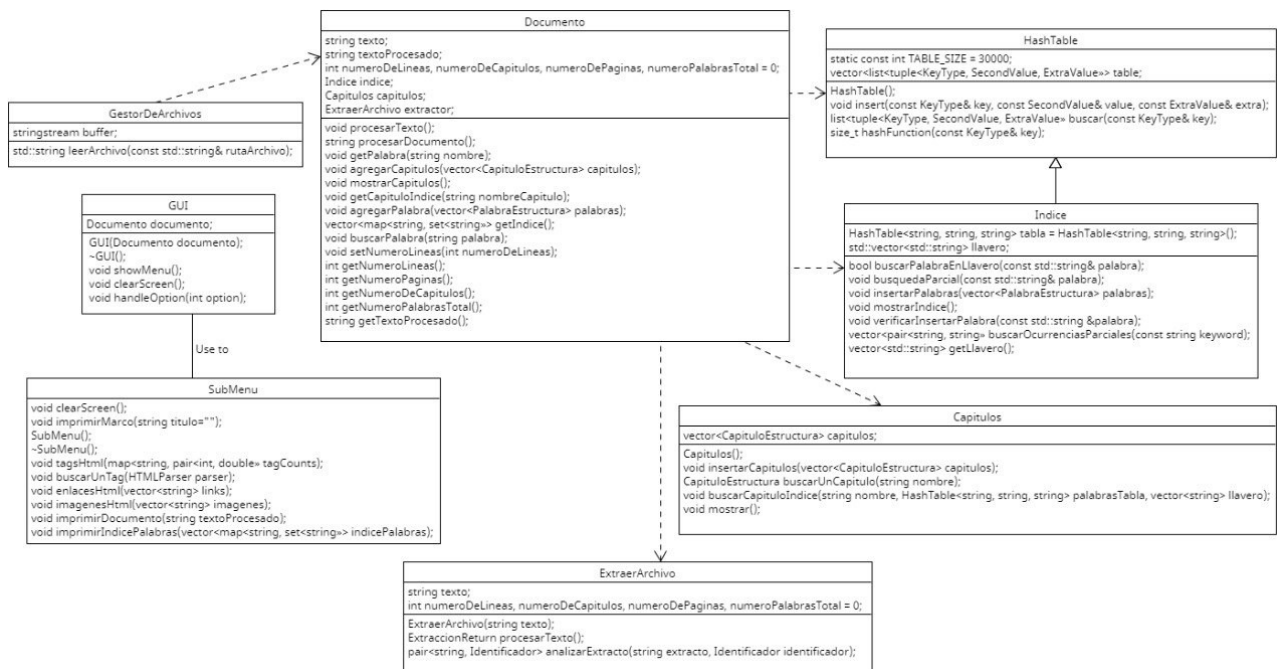 Documento
string texto;
string textoProcesado;
int numeroDeLineas, numeroDeCapitulos, numeroDePaginas, numeroPalabrasTotal = 0;
Indice indice;
Capitulos capitulos;
ExtraerArchivo extractor;
void procesarTexto();
string procesarDocumento();
void getPalabra(string nombre);
void agregarCapitulos(vector<CapituloEstructura> capitulos);
void mostrarCapitulos();
void getCapituloIndice(string nombreCapitulo);
void agregarPalabra(vector<PalabraEstructura> palabras);
vector<map<string, set<string»> getIndice();
void buscarPalabra(string palabra);
void setNumeroLineas(int numeroDeLineas);
int getNumeroLineas();
int getNumeroPaginas();
int getNumeroDeCapitulos();
int getNumeroPalabrasTotal();
string getTextoProcesado();
HashTable
static const int TABLE_SIZE = 30000;
vector<list<tuple<KeyType, SecondValue, ExtraValue»> table;
HashTable();
void insert(const KeyType& key, const SecondValue& value, const ExtraValue& extra);
list<tuple<KeyType, SecondValue, ExtraValue» buscar(const KeyType& key);
size_t hashFunction(const KeyType& key);
GestorDeArchivos
stringstream buffer;
std::string leerArchivo(const std::string& rutaArchivo);
GUI
Documento documento;
GUI(Documento documento);
~GUI();
void showMenu();
void clearScreen();
void handleOption(int option);
Use to
Indice
HashTable<string, string, string> tabla = HashTable<string, string, string>();
std::vector<std::string> llavero;
bool buscarPalabraEnLlavero(const std::string& palabra);
void busquedaParcial(const std::string& palabra);
void insertarPalabras(vector<PalabraEstructura> palabras);
void mostrarIndice();
void verificarInsertarPalabra(const std::string &palabra);
vector<pair<string, string» buscarOcurrenciasParciales(const string keyword);
vector<std::string> getLlavero();
SubMenu
void clearScreen();
void imprimirMarco(string titulo="");
SubMenu();
~SubMenu();
void tagsHtml(map<string, pair<int, double» tagCounts);
void buscarUnTag(HTMLParser parser);
void enlacesHtml(vector<string> links);
void imagenesHtml(vector<string> imagenes);
void imprimirDocumento(string textoProcesado);
void imprimirIndicePalabras(vector<map<string, set<string»> indicePalabras);
Capitulos
vector<CapituloEstructura> capitulos;
Capitulos();
void insertarCapitulos(vector<CapituloEstructura> capitulos);
CapituloEstructura buscarUnCapitulo(string nombre);
void buscarCapituloIndice(string nombre, HashTable<string, string, string> palabrasTabla, vector<string> llavero);
void mostrar();
ExtraerArchivo
string texto;
int numeroDeLineas, numeroDeCapitulos, numeroDePaginas, numeroPalabrasTotal = 0;
ExtraerArchivo(string texto);
ExtraccionReturn procesarTexto();
pair<string, Identificador> analizarExtracto(string extracto, Identificador identificador);